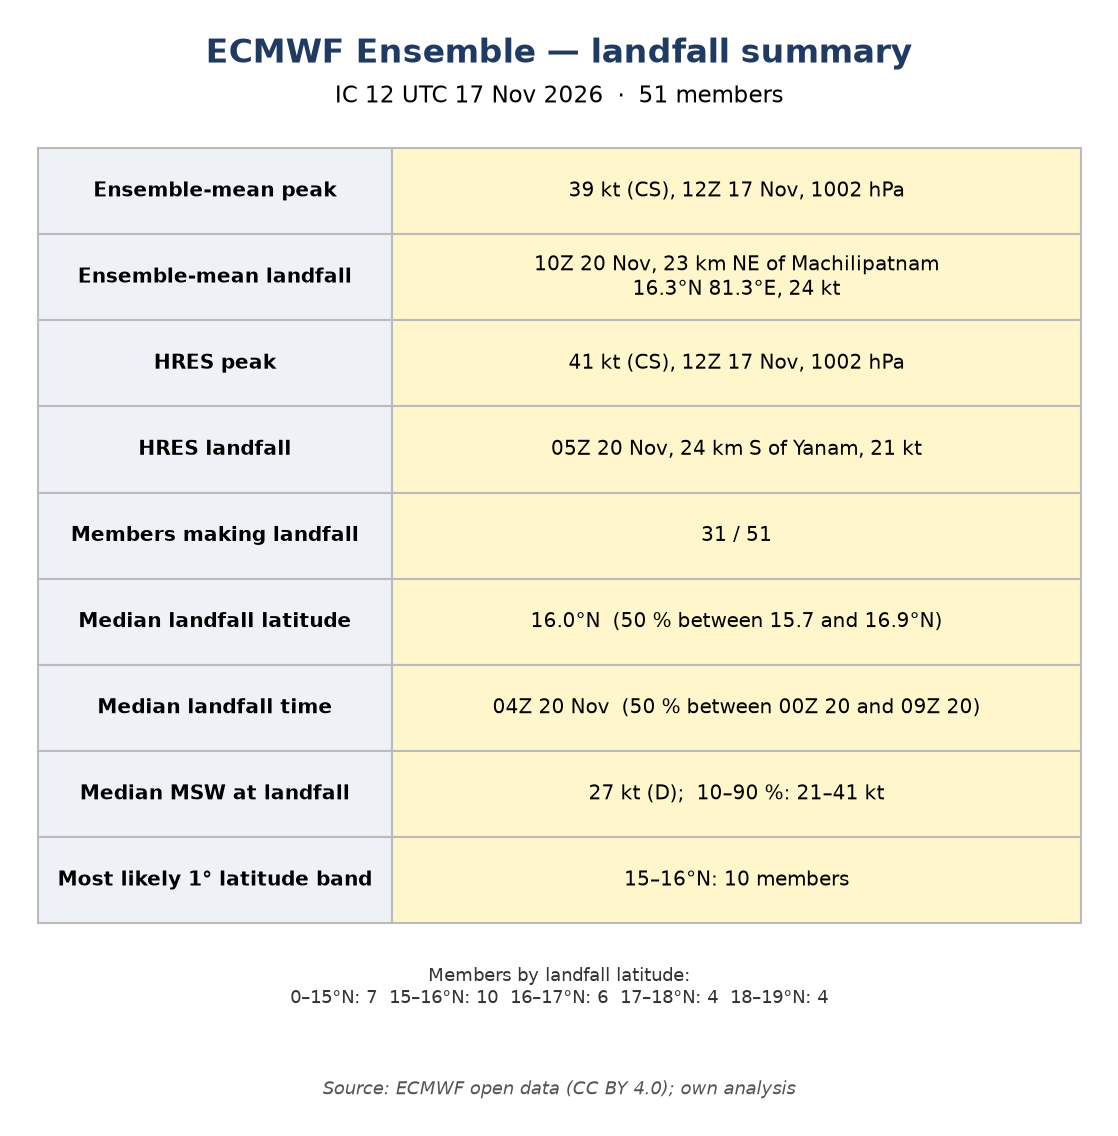 ECMWF Ensemble — landfall summary
IC 12 UTC 17 Nov 2026 · 51 members
Ensemble-mean peak
39 kt (CS), 12Z 17 Nov, 1002 hPa
Ensemble-mean landfall
10Z 20 Nov, 23 km NE of Machilipatnam
16.3°N 81.3°E, 24 kt
HRES peak
41 kt (CS), 12Z 17 Nov, 1002 hPa
HRES landfall
05Z 20 Nov, 24 km S of Yanam, 21 kt
Members making landfall
31 / 51
Median landfall latitude
16.0°N (50 % between 15.7 and 16.9°N)
Median landfall time
04Z 20 Nov (50 % between 00Z 20 and 09Z 20)
Median MSW at landfall
27 kt (D); 10–90 %: 21–41 kt
Most likely 1° latitude band
15–16°N: 10 members
Members by landfall latitude:
0–15°N: 7 15–16°N: 10 16–17°N: 6 17–18°N: 4 18–19°N: 4
Source: ECMWF open data (CC BY 4.0); own analysis